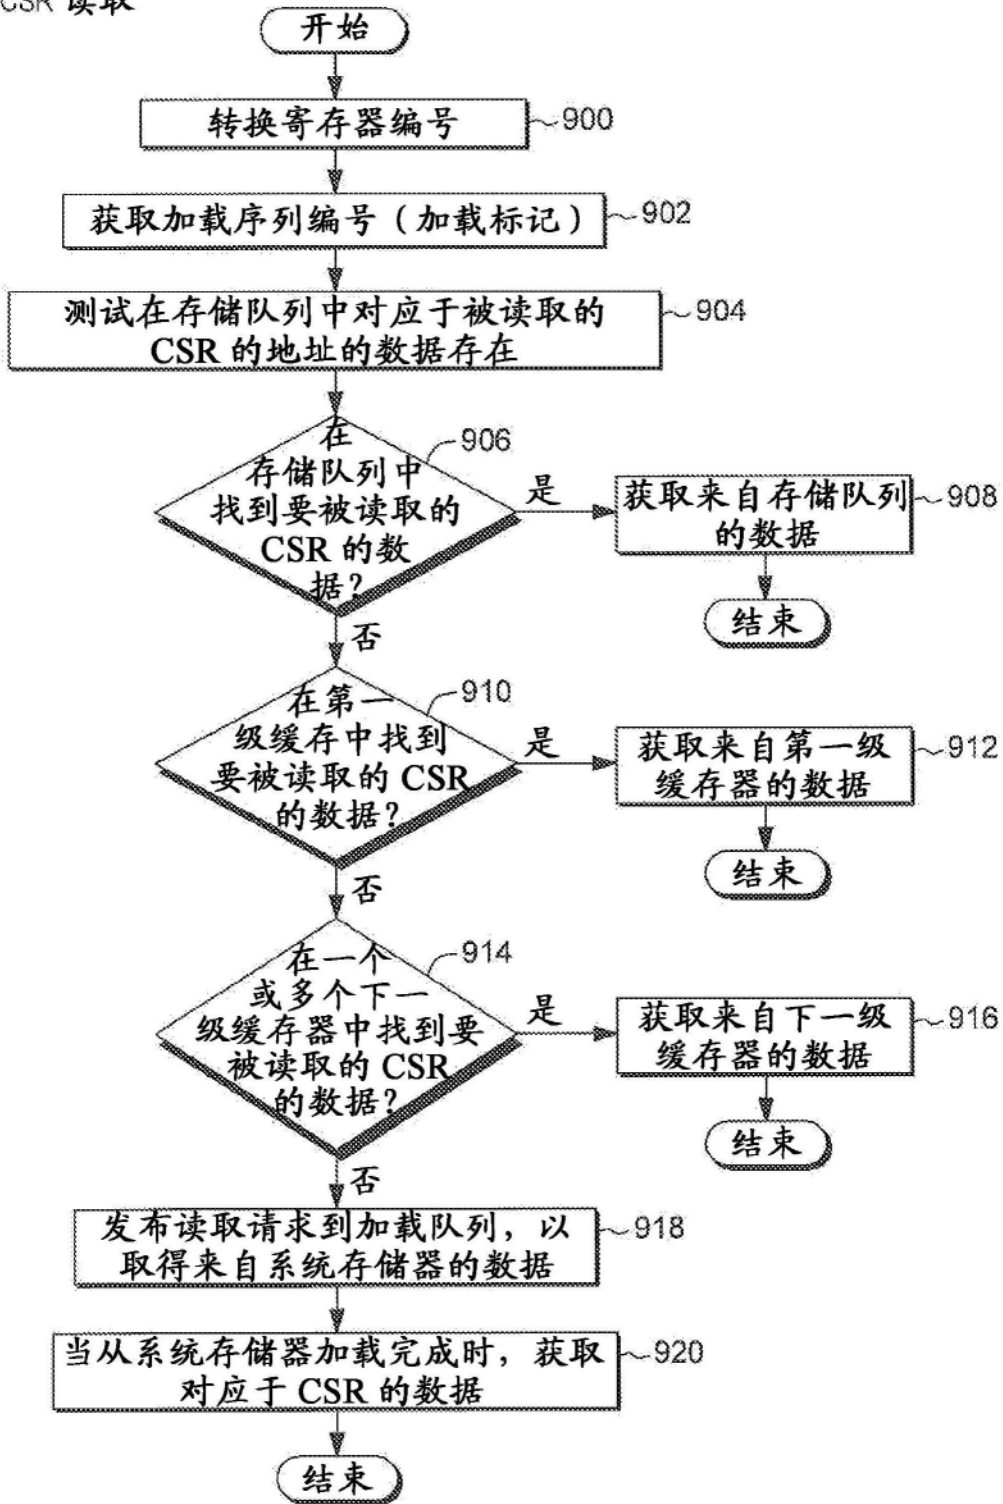 CSR 读取
开始
转换寄存器编号
900
获取加载序列编号（加载标记）
902
测试在存储队列中对应于被读取的
CSR 的地址的数据存在
904
在
存储队列中
找到要被读取的
CSR 的数
据?
906
是
获取来自存储队列
的数据
908
结束
否
在第一
级缓存中找到
要被读取的 CSR
的数据?
910
是
获取来自第一级
缓存器的数据
912
结束
否
在一个
或多个下一
级缓存器中找到要
被读取的 CSR
的数据?
914
是
获取来自下一级
缓存器的数据
916
结束
否
发布读取请求到加载队列，以
取得来自系统存储器的数据
918
当从系统存储器加载完成时，获取
对应于 CSR 的数据
920
结束